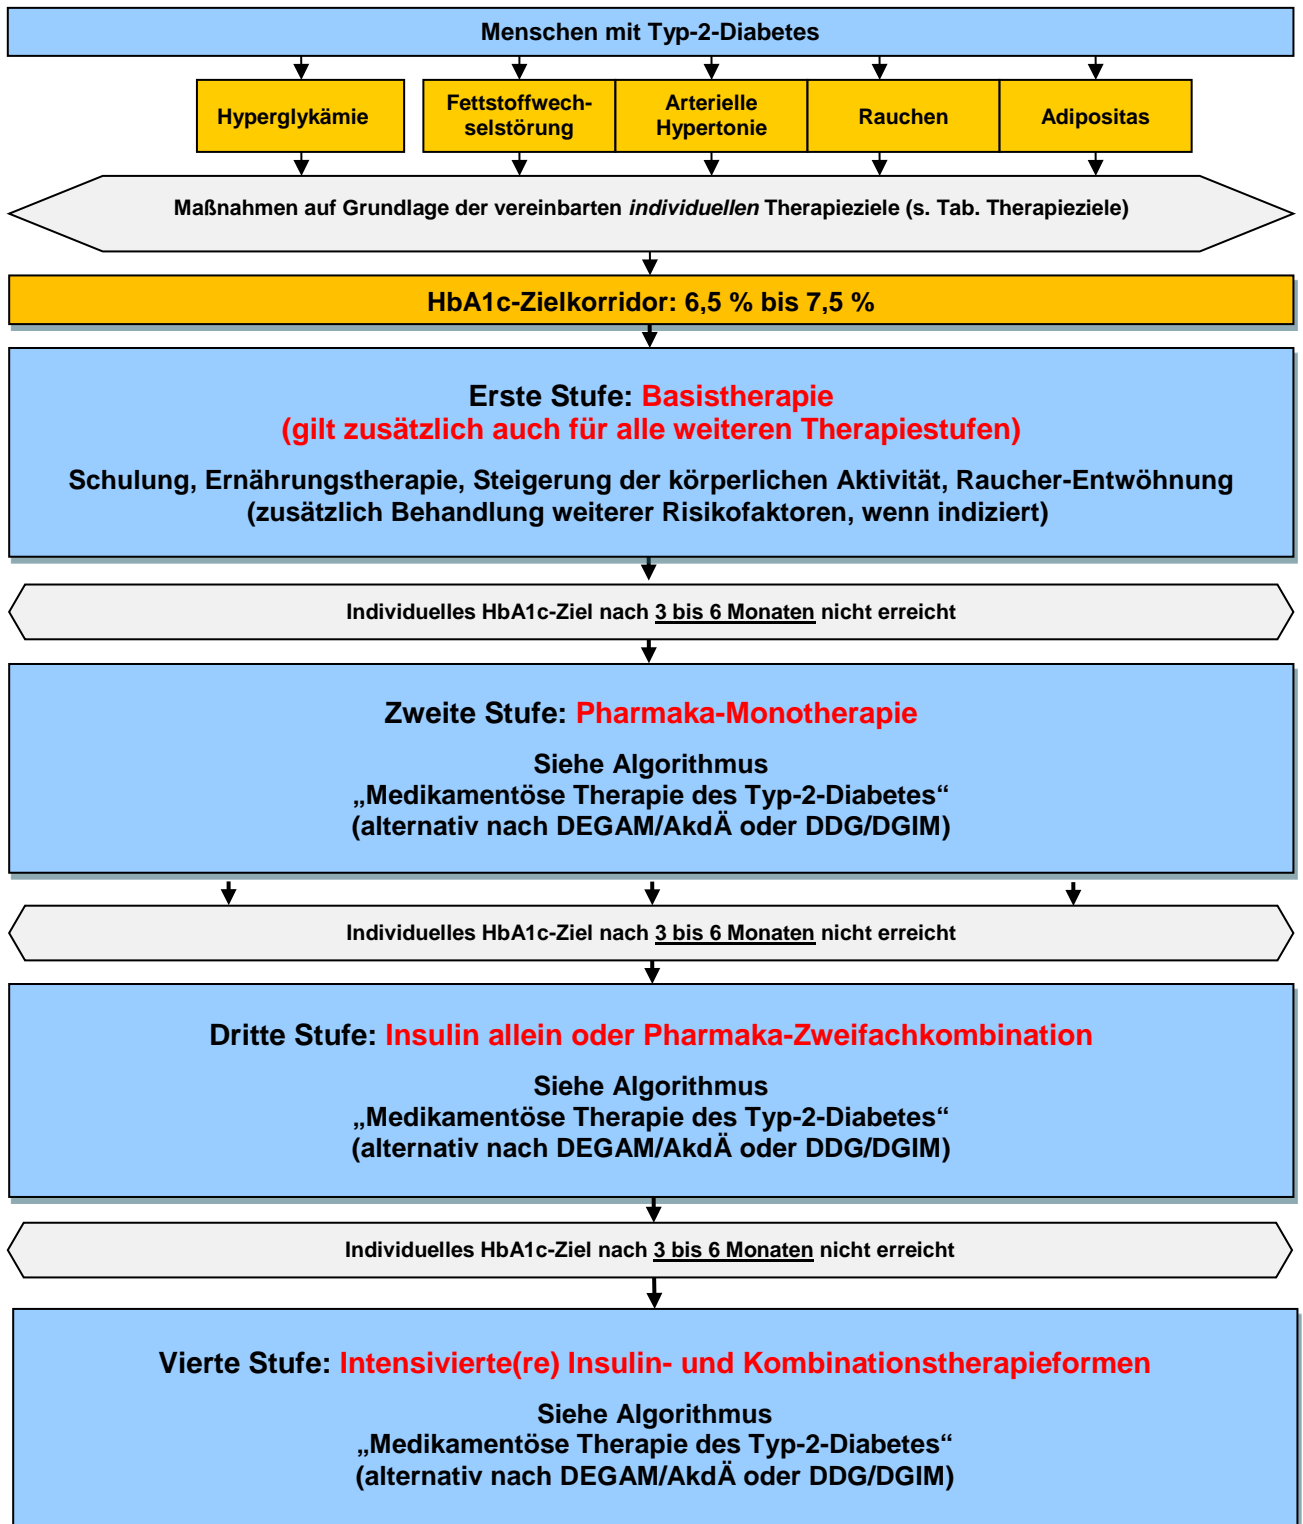 Menschen mit Typ-2-Diabetes
Hyperglykämie
Fettstoffwech-
selstörung
Arterielle
Hypertonie
Rauchen
Adipositas
Maßnahmen auf Grundlage der vereinbarten individuellen Therapieziele (s. Tab. Therapieziele)
HbA1c-Zielkorridor: 6,5 % bis 7,5 %
Erste Stufe: Basistherapie
(gilt zusätzlich auch für alle weiteren Therapiestufen)
Schulung, Ernährungstherapie, Steigerung der körperlichen Aktivität, Raucher-Entwöhnung
(zusätzlich Behandlung weiterer Risikofaktoren, wenn indiziert)
Individuelles HbA1c-Ziel nach 3 bis 6 Monaten nicht erreicht
Zweite Stufe: Pharmaka-Monotherapie
Siehe Algorithmus
„Medikamentöse Therapie des Typ-2-Diabetes“
(alternativ nach DEGAM/AkdÄ oder DDG/DGIM)
Individuelles HbA1c-Ziel nach 3 bis 6 Monaten nicht erreicht
Dritte Stufe: Insulin allein oder Pharmaka-Zweifachkombination
Siehe Algorithmus
„Medikamentöse Therapie des Typ-2-Diabetes“
(alternativ nach DEGAM/AkdÄ oder DDG/DGIM)
Individuelles HbA1c-Ziel nach 3 bis 6 Monaten nicht erreicht
Vierte Stufe: Intensivierte(re) Insulin- und Kombinationstherapieformen
Siehe Algorithmus
„Medikamentöse Therapie des Typ-2-Diabetes“
(alternativ nach DEGAM/AkdÄ oder DDG/DGIM)